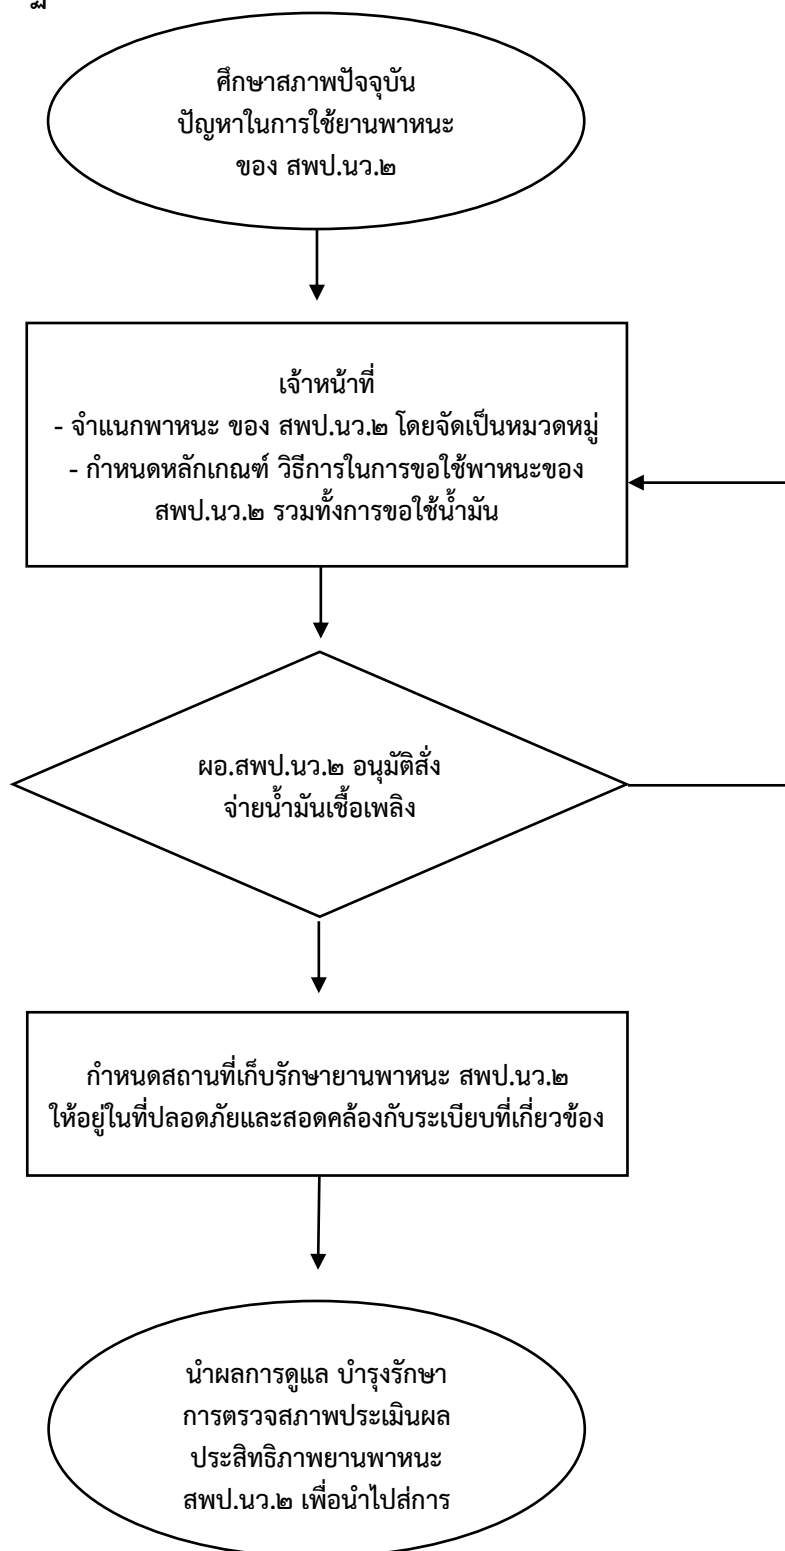 ศึกษาสภาพปัจจุบัน
ปัญหาในการใช้ยานพาหนะ
ของ สพป.นว.๒
เจ้าหน้าที่
- จำแนกพาหนะ ของ สพป.นว.๒ โดยจัดเป็นหมวดหมู่
- กำหนดหลักเกณฑ์ วิธีการในการขอใช้พาหนะของ
สพป.นว.๒ รวมทั้งการขอใช้น้ำมัน
ผอ.สพป.นว.๒ อนุมัติสั่ง
จ่ายน้ำมันเชื้อเพลิง
กำหนดสถานที่เก็บรักษายานพาหนะ สพป.นว.๒
ให้อยู่ในที่ปลอดภัยและสอดคล้องกับระเบียบที่เกี่ยวข้อง
นำผลการดูแล บำรุงรักษา
การตรวจสภาพประเมินผล
ประสิทธิภาพยานพาหนะ
สพป.นว.๒ เพื่อนำไปส่การ